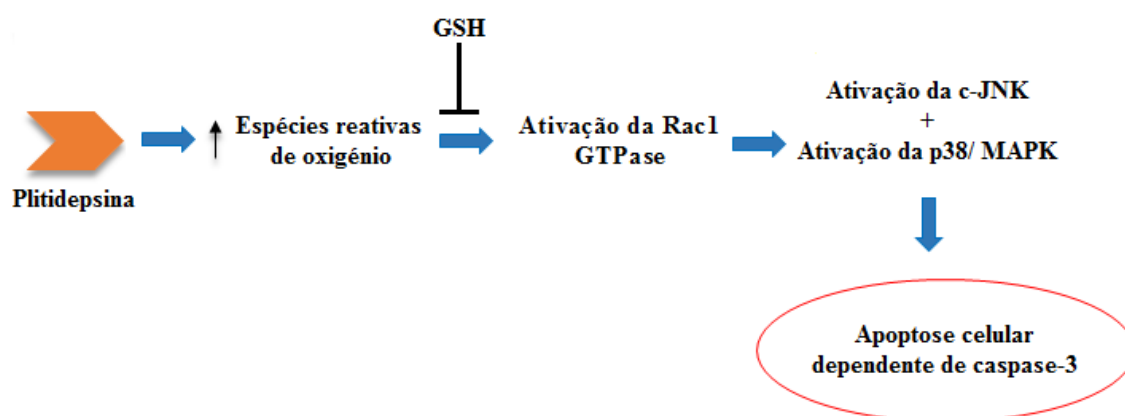 GSH
Plitidepsina
Espécies reativas
de oxigénio
Ativação da Rac1
GTPase
Ativação da c-JNK
+
Ativação da p38/ MAPK
Apoptose celular
dependente de caspase-3